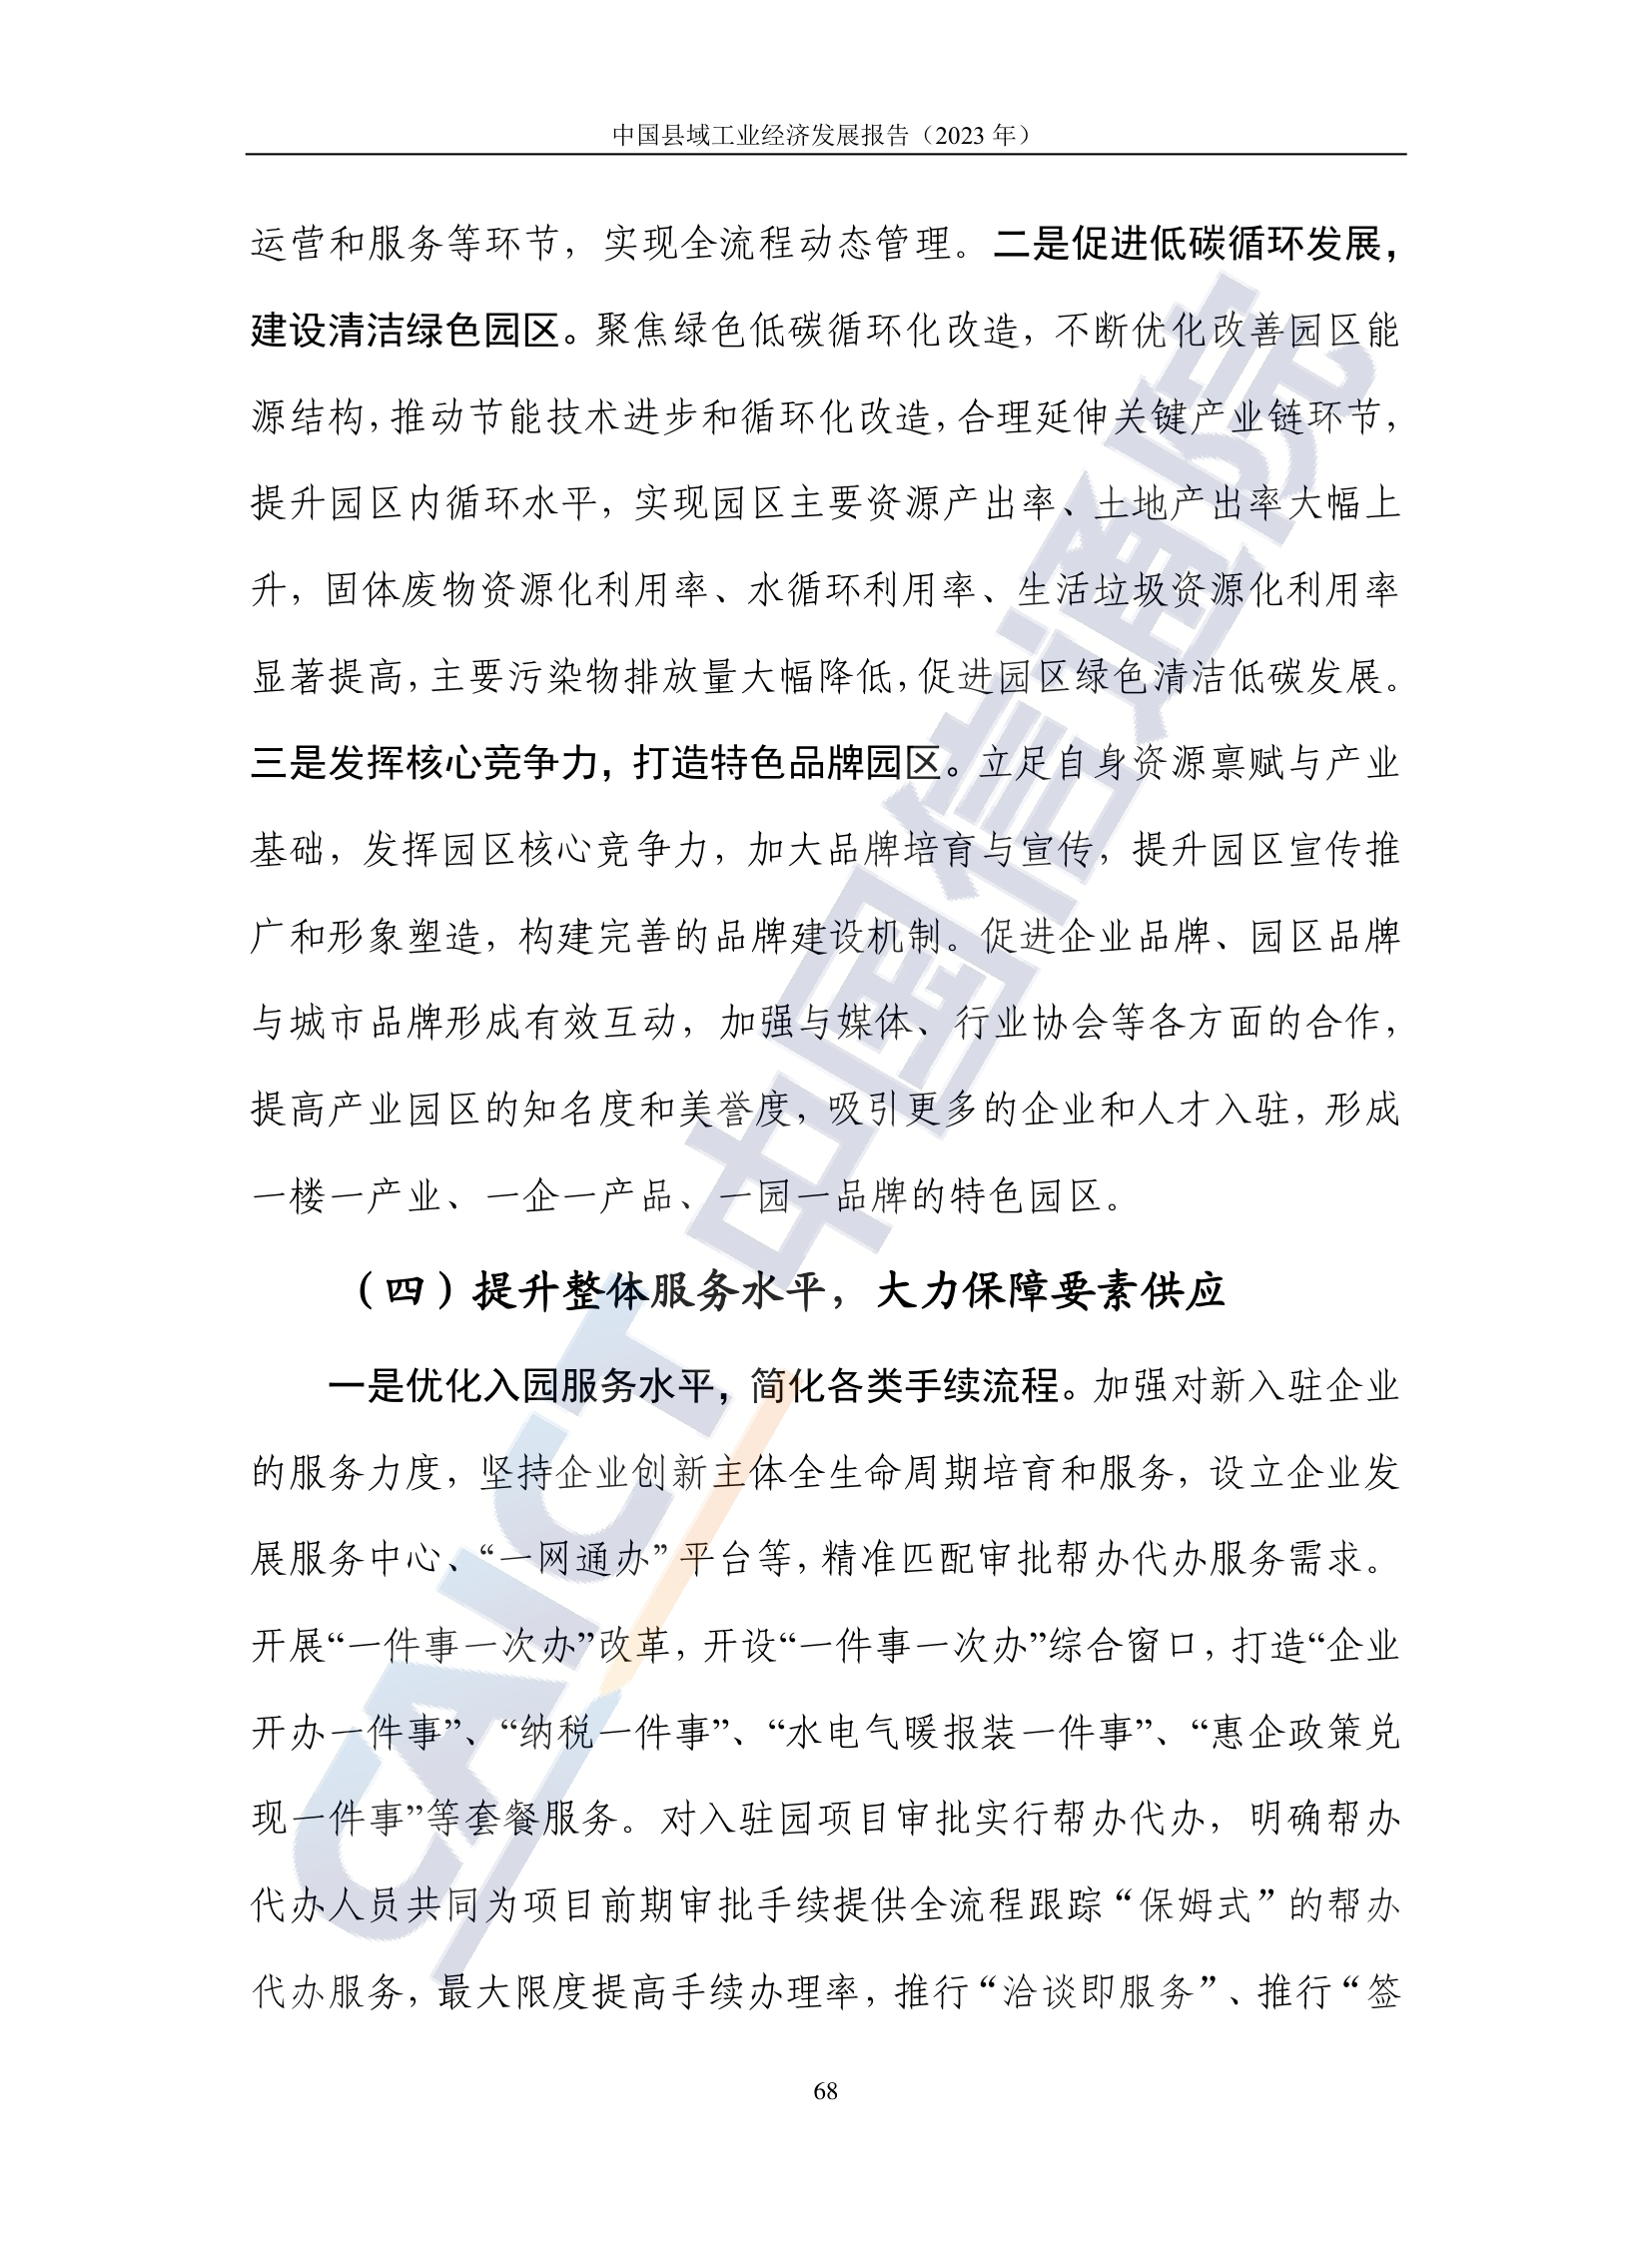 中国县域工业经济发展报告（2023 年）
运营和服务等环节，实现全流程动态管理。二是促进低碳循环发展，
建设清洁绿色园区。聚焦绿色低碳循环化改造，不断优化改善园区能
源结构，推动节能技术进步和循环化改造，合理延伸关键产业链环节，
提升园区内循环水平，实现园区主要资源产出率、土地产出率大幅上
升，固体废物资源化利用率、水循环利用率、生活垃圾资源化利用率
显著提高，主要污染物排放量大幅降低，促进园区绿色清洁低碳发展。
三是发挥核心竞争力，打造特色品牌园区。立足自身资源禀赋与产业
基础，发挥园区核心竞争力，加大品牌培育与宣传，提升园区宣传推
广和形象塑造，构建完善的品牌建设机制。促进企业品牌、园区品牌
与城市品牌形成有效互动，加强与媒体、行业协会等各方面的合作，
提高产业园区的知名度和美誉度，吸引更多的企业和人才入驻，形成
一楼一产业、一企一产品、一园一品牌的特色园区。
（四）提升整体服务水平，大力保障要素供应
一是优化入园服务水平，简化各类手续流程。加强对新入驻企业
的服务力度，坚持企业创新主体全生命周期培育和服务，设立企业发
展服务中心、“一网通办”平台等，精准匹配审批帮办代办服务需求。
开展“一件事一次办”改革，开设“一件事一次办”综合窗口，打造“企业
开办一件事”、“纳税一件事”、“水电气暖报装一件事”、“惠企政策兑
现一件事”等套餐服务。对入驻园项目审批实行帮办代办，明确帮办
代办人员共同为项目前期审批手续提供全流程跟踪“保姆式”的帮办
代办服务，最大限度提高手续办理率，推行“洽谈即服务”、推行“签
68
CAICT 中国信通院